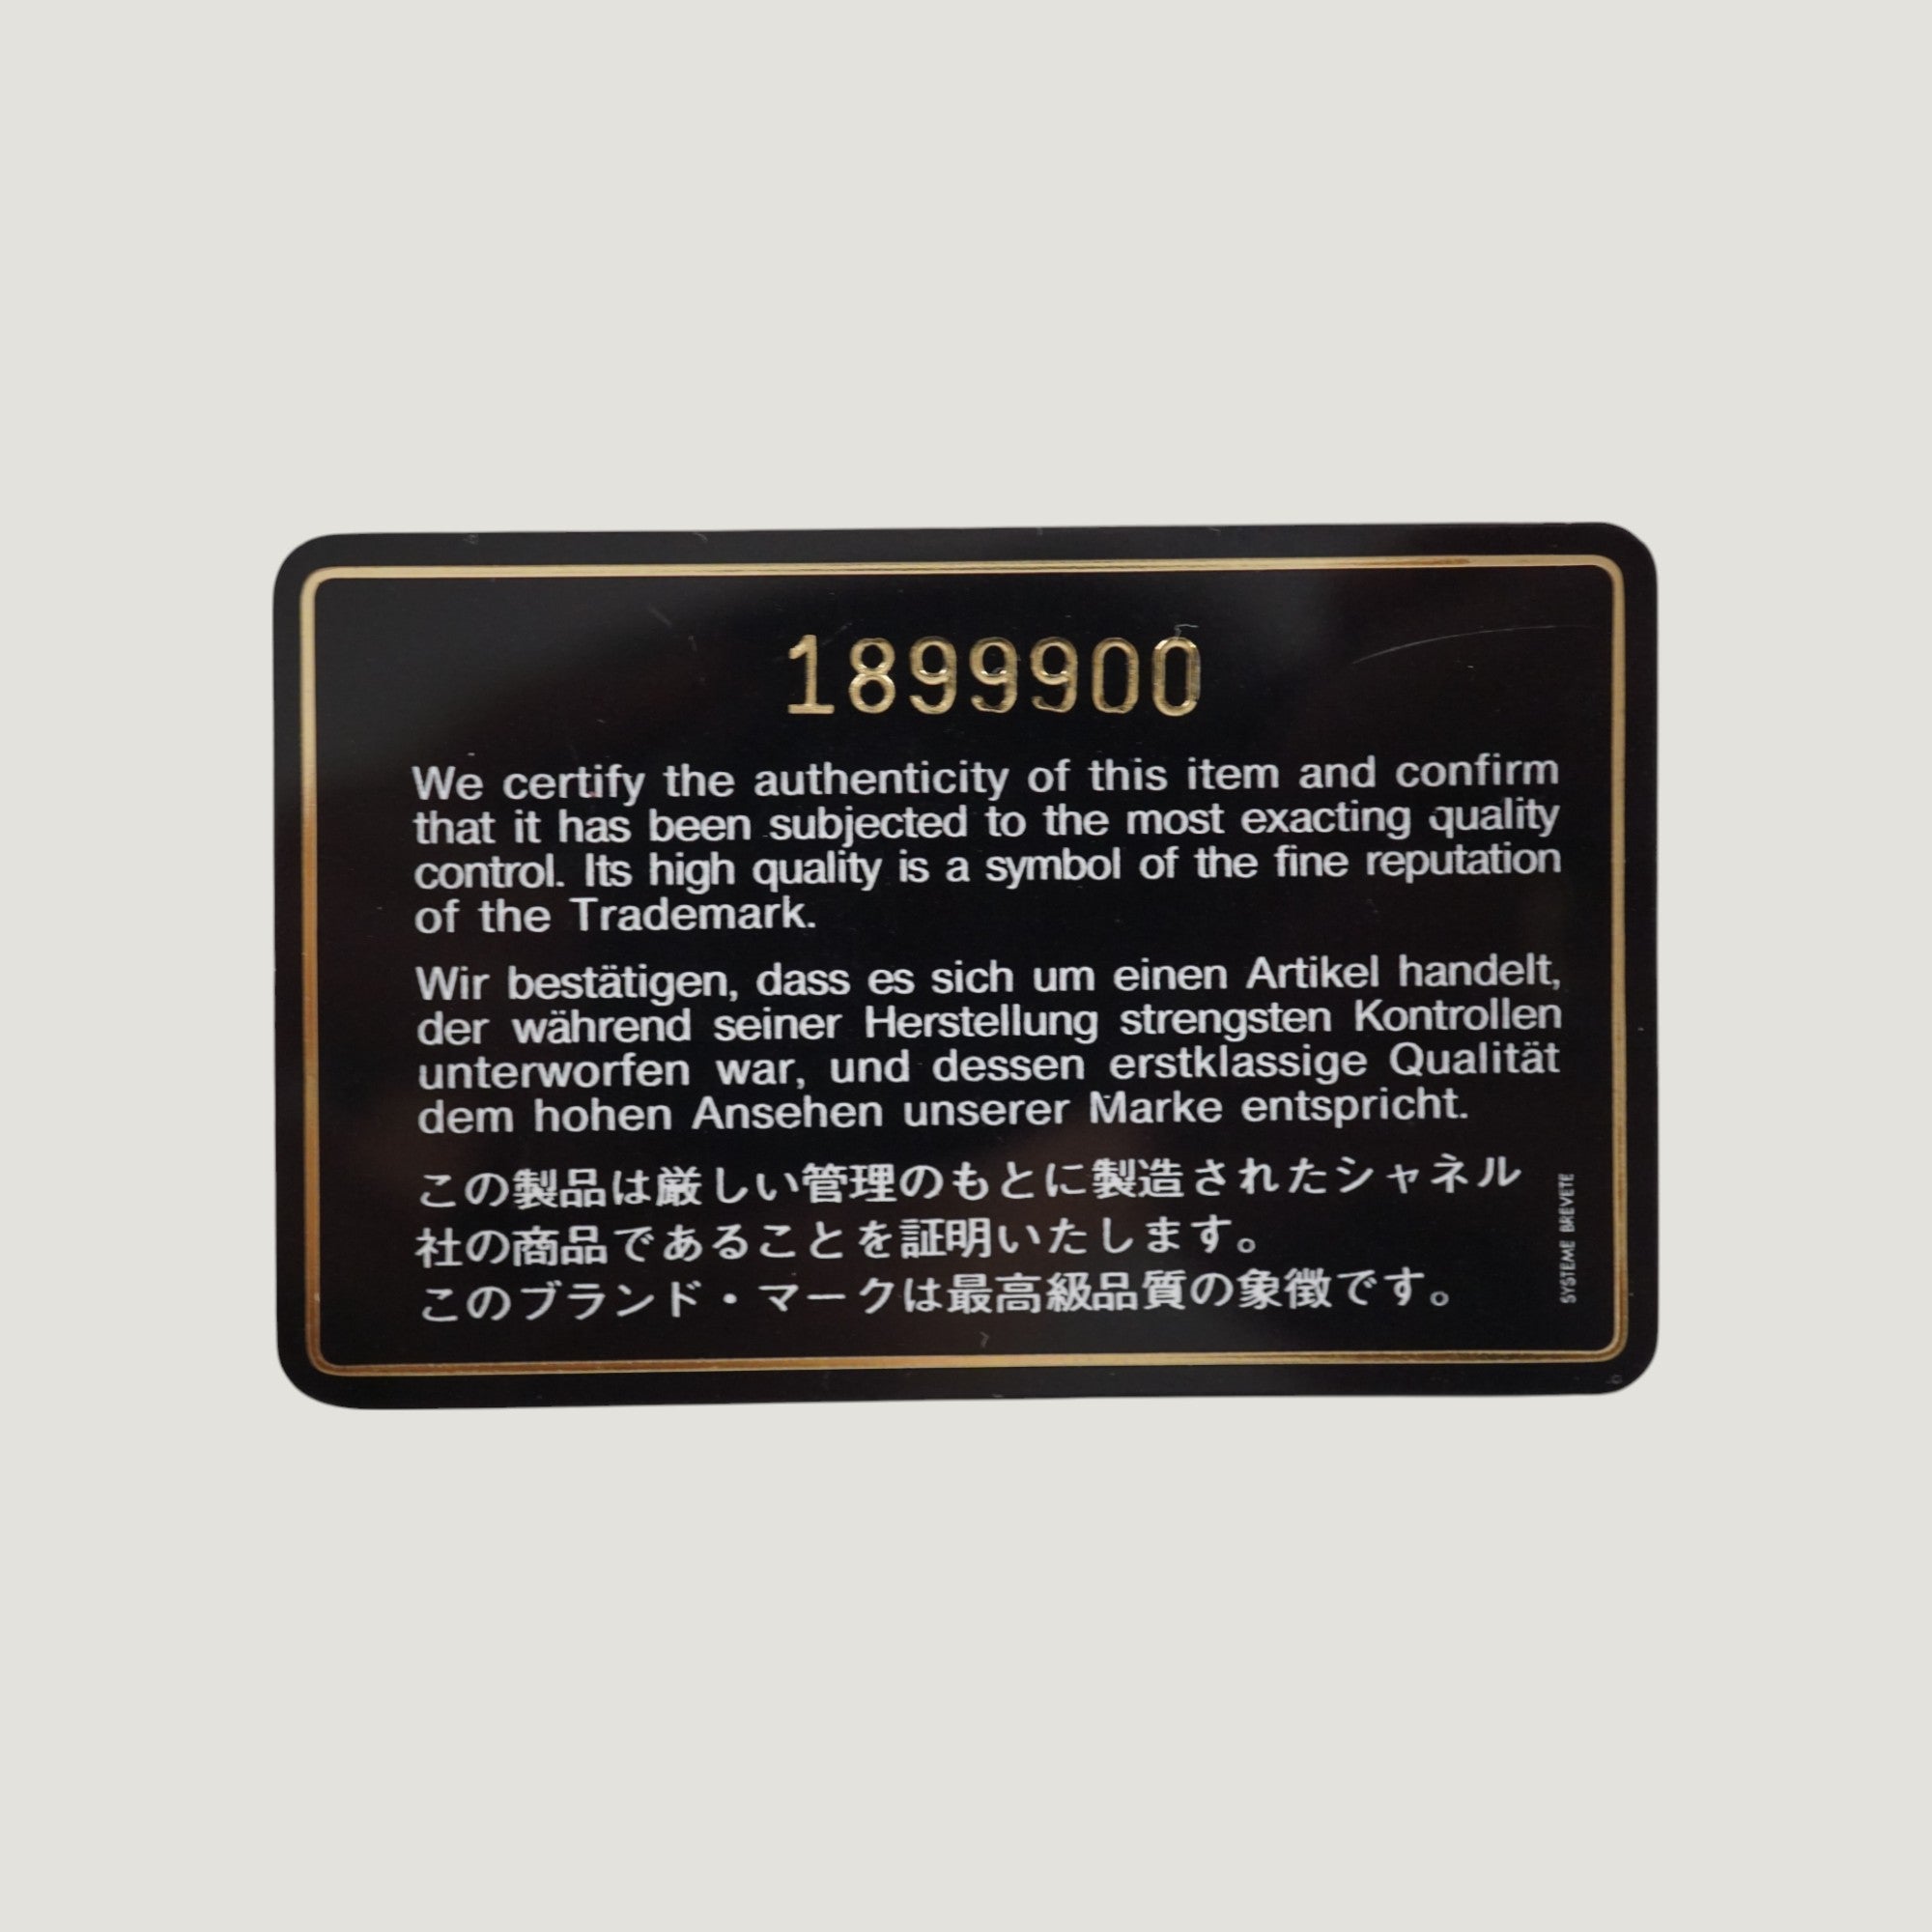 1899900
We certify the authenticity of this item and confirm
that it has been subjected to the most exacting quality
control. Its high quality is a symbol of the fine reputation
of the Trademark.
Wir bestätigen, dass es sich um einen Artikel handelt,
der während seiner Herstellung strengsten Kontrollen
unterworfen war, und dessen erstklassige Qualität
dem hohen Ansehen unserer Marke entspricht.
この製品は厳しい管理のもとに製造されたシャネル
社の商品であることを証明いたします。
このブランド・マークは最高級品質の象徴です。
SYSTEME BREVETE